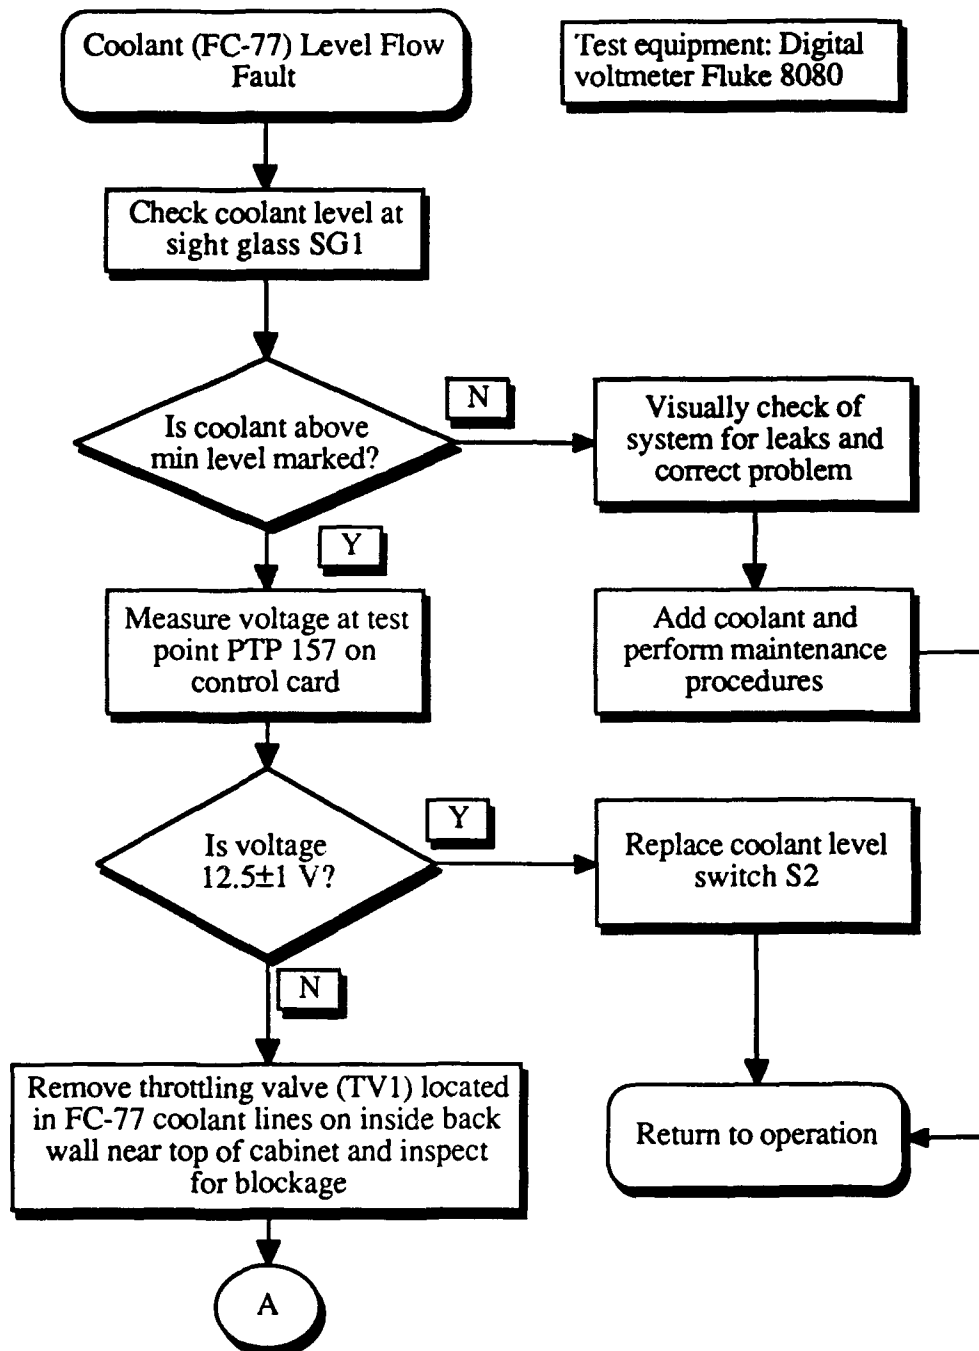 Coolant (FC-77) Level Flow
Fault
Test equipment: Digital
voltmeter Fluke 8080
Check coolant level at
sight glass SG1
Is coolant above
min level marked?
N
Visually check of
system for leaks and
correct problem
Y
Measure voltage at test
point PTP 157 on
control card
Add coolant and
perform maintenance
procedures
Is voltage
12.5±1 V?
Y
Replace coolant level
switch S2
N
Remove throttling valve (TV1) located
in FC-77 coolant lines on inside back
wall near top of cabinet and inspect
for blockage
Return to operation
A